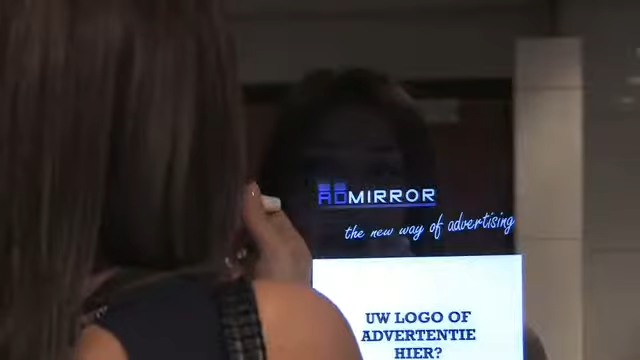 ADMIRROR
the new way of advertising
UW LOGO OF
ADVERTENTIE
HIER?